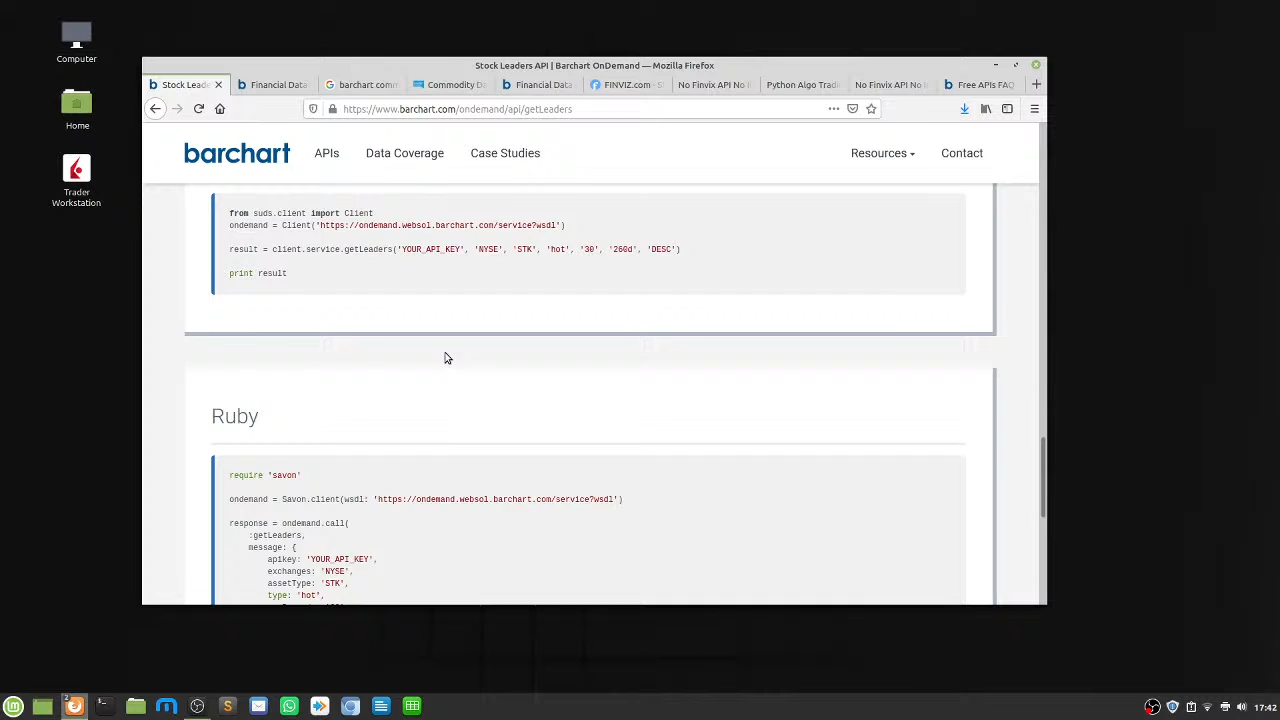 Computer
Home
Trader
Workstation
Stock Leaders API | Barchart OnDemand — Mozilla Firefox
Stock Leade
Financial Data
barchart comm
Commodity Da
Financial Data
FINVIZ.com - St
No Finvix API No I
Python Algo Tradi
No Finvix API No I
Free APIs FAQ
https://www.barchart.com/ondemand/api/getLeaders
barchart APIs Data Coverage Case Studies Resources Contact
from suds.client import Client
ondemand = Client('https://ondemand.websol.barchart.com/service?wsdl')
result = client.service.getLeaders('YOUR_API_KEY', 'NYSE', 'STK', 'hot', '30', '260d', 'DESC')
print result
Ruby
require 'savon'
ondemand = Savon.client(wsdl: 'https://ondemand.websol.barchart.com/service?wsdl')
response = ondemand.call(
:getLeaders,
message: {
apikey: 'YOUR_API_KEY',
exchanges: 'NYSE',
assetType: 'STK',
type: 'hot',
17:42